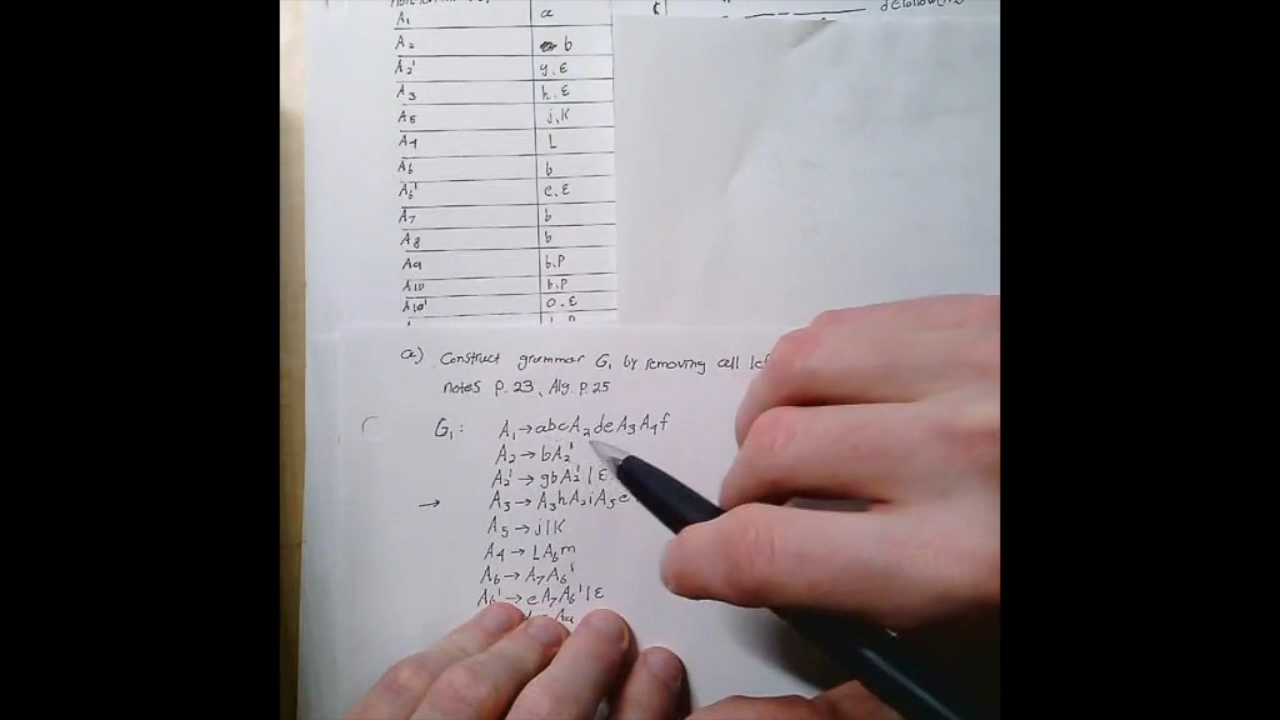 A₁ a
A₂ b
A₂' g, ε
A₃ h, ε
A₅ j, K
A₄ L
A₆ b
A₆' e, ε
A₇ b
A₈ b
A₉ b, P
A₁₀ b, P
A₁₀' o, ε
a) Construct grammar G₁ by removing all
notes P. 23, Alg. P. 25
G₁: A₁→abcA₂deA₃A₄f
A₂→bA₂'
A₂'→gbA₂'|ε
→ A₃→A₃hA₂iA₅e
A₅→j|K
A₄→LA₆m
A₆→A₇A₆'
A₆'→eA₇A₆'|ε